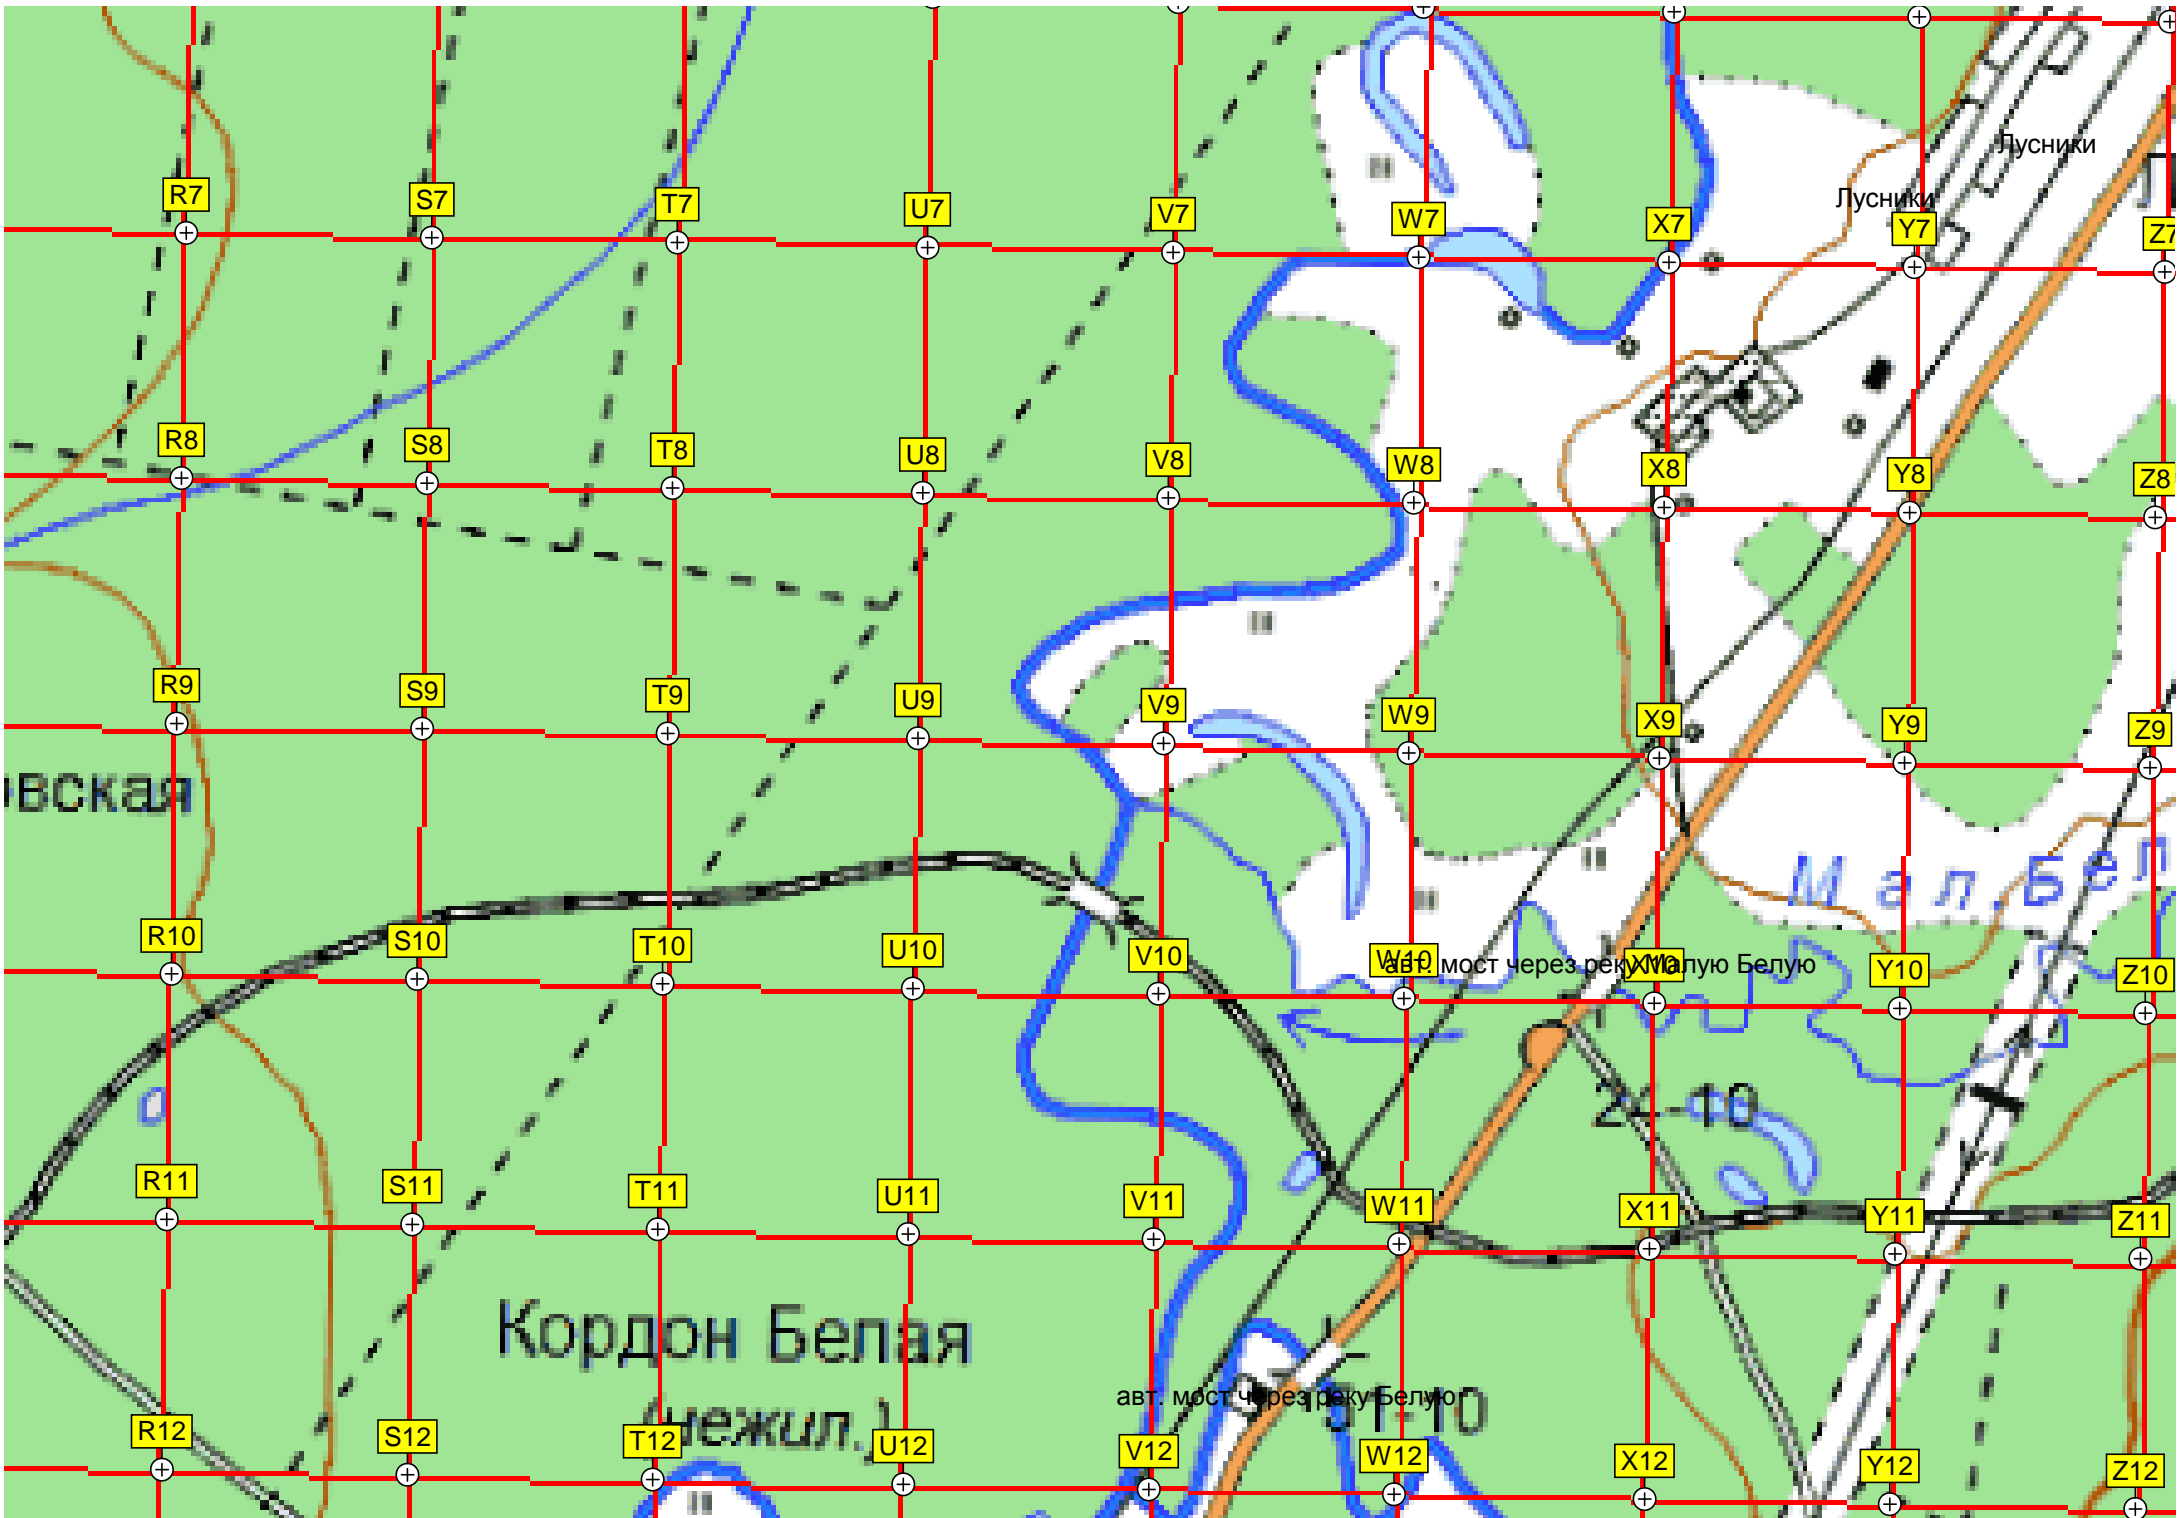 Лусники
Лусники
R7 S7 T7 U7 V7 W7 X7 Y7 Z7
R8 S8 T8 U8 V8 W8 X8 Y8 Z8
R9 S9 T9 U9 V9 W9 X9 Y9 Z9
овская
Мал.Бел
R10 S10 T10 U10 V10 W10 X10 Y10 Z10
авт. мост через реку Малую Белую
R11 S11 T11 U11 V11 W11 X11 Y11 Z11
Кордон Белая
(нежил.)
авт. мост через реку Белую
R12 S12 T12 U12 V12 W12 X12 Y12 Z12